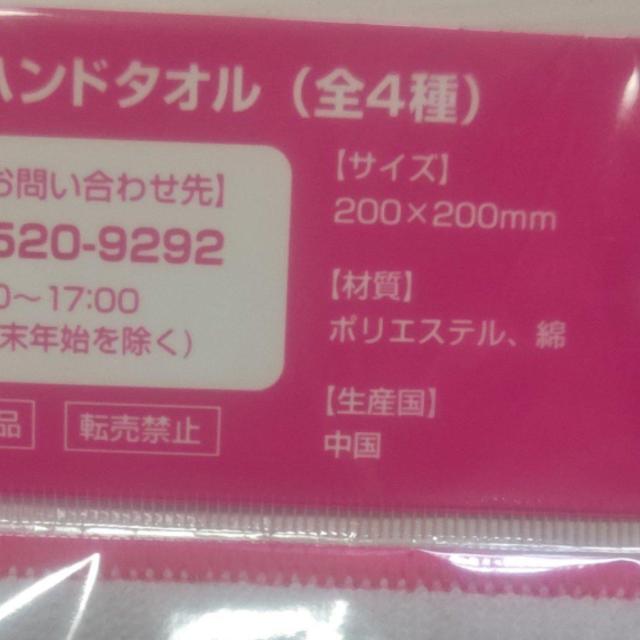 ハンドタオル（全4種）
お問い合わせ先】
520-9292
0～17:00
末年始を除く)
品
転売禁止
【サイズ】
200×200mm
【材質】
ポリエステル、綿
【生産国】
中国